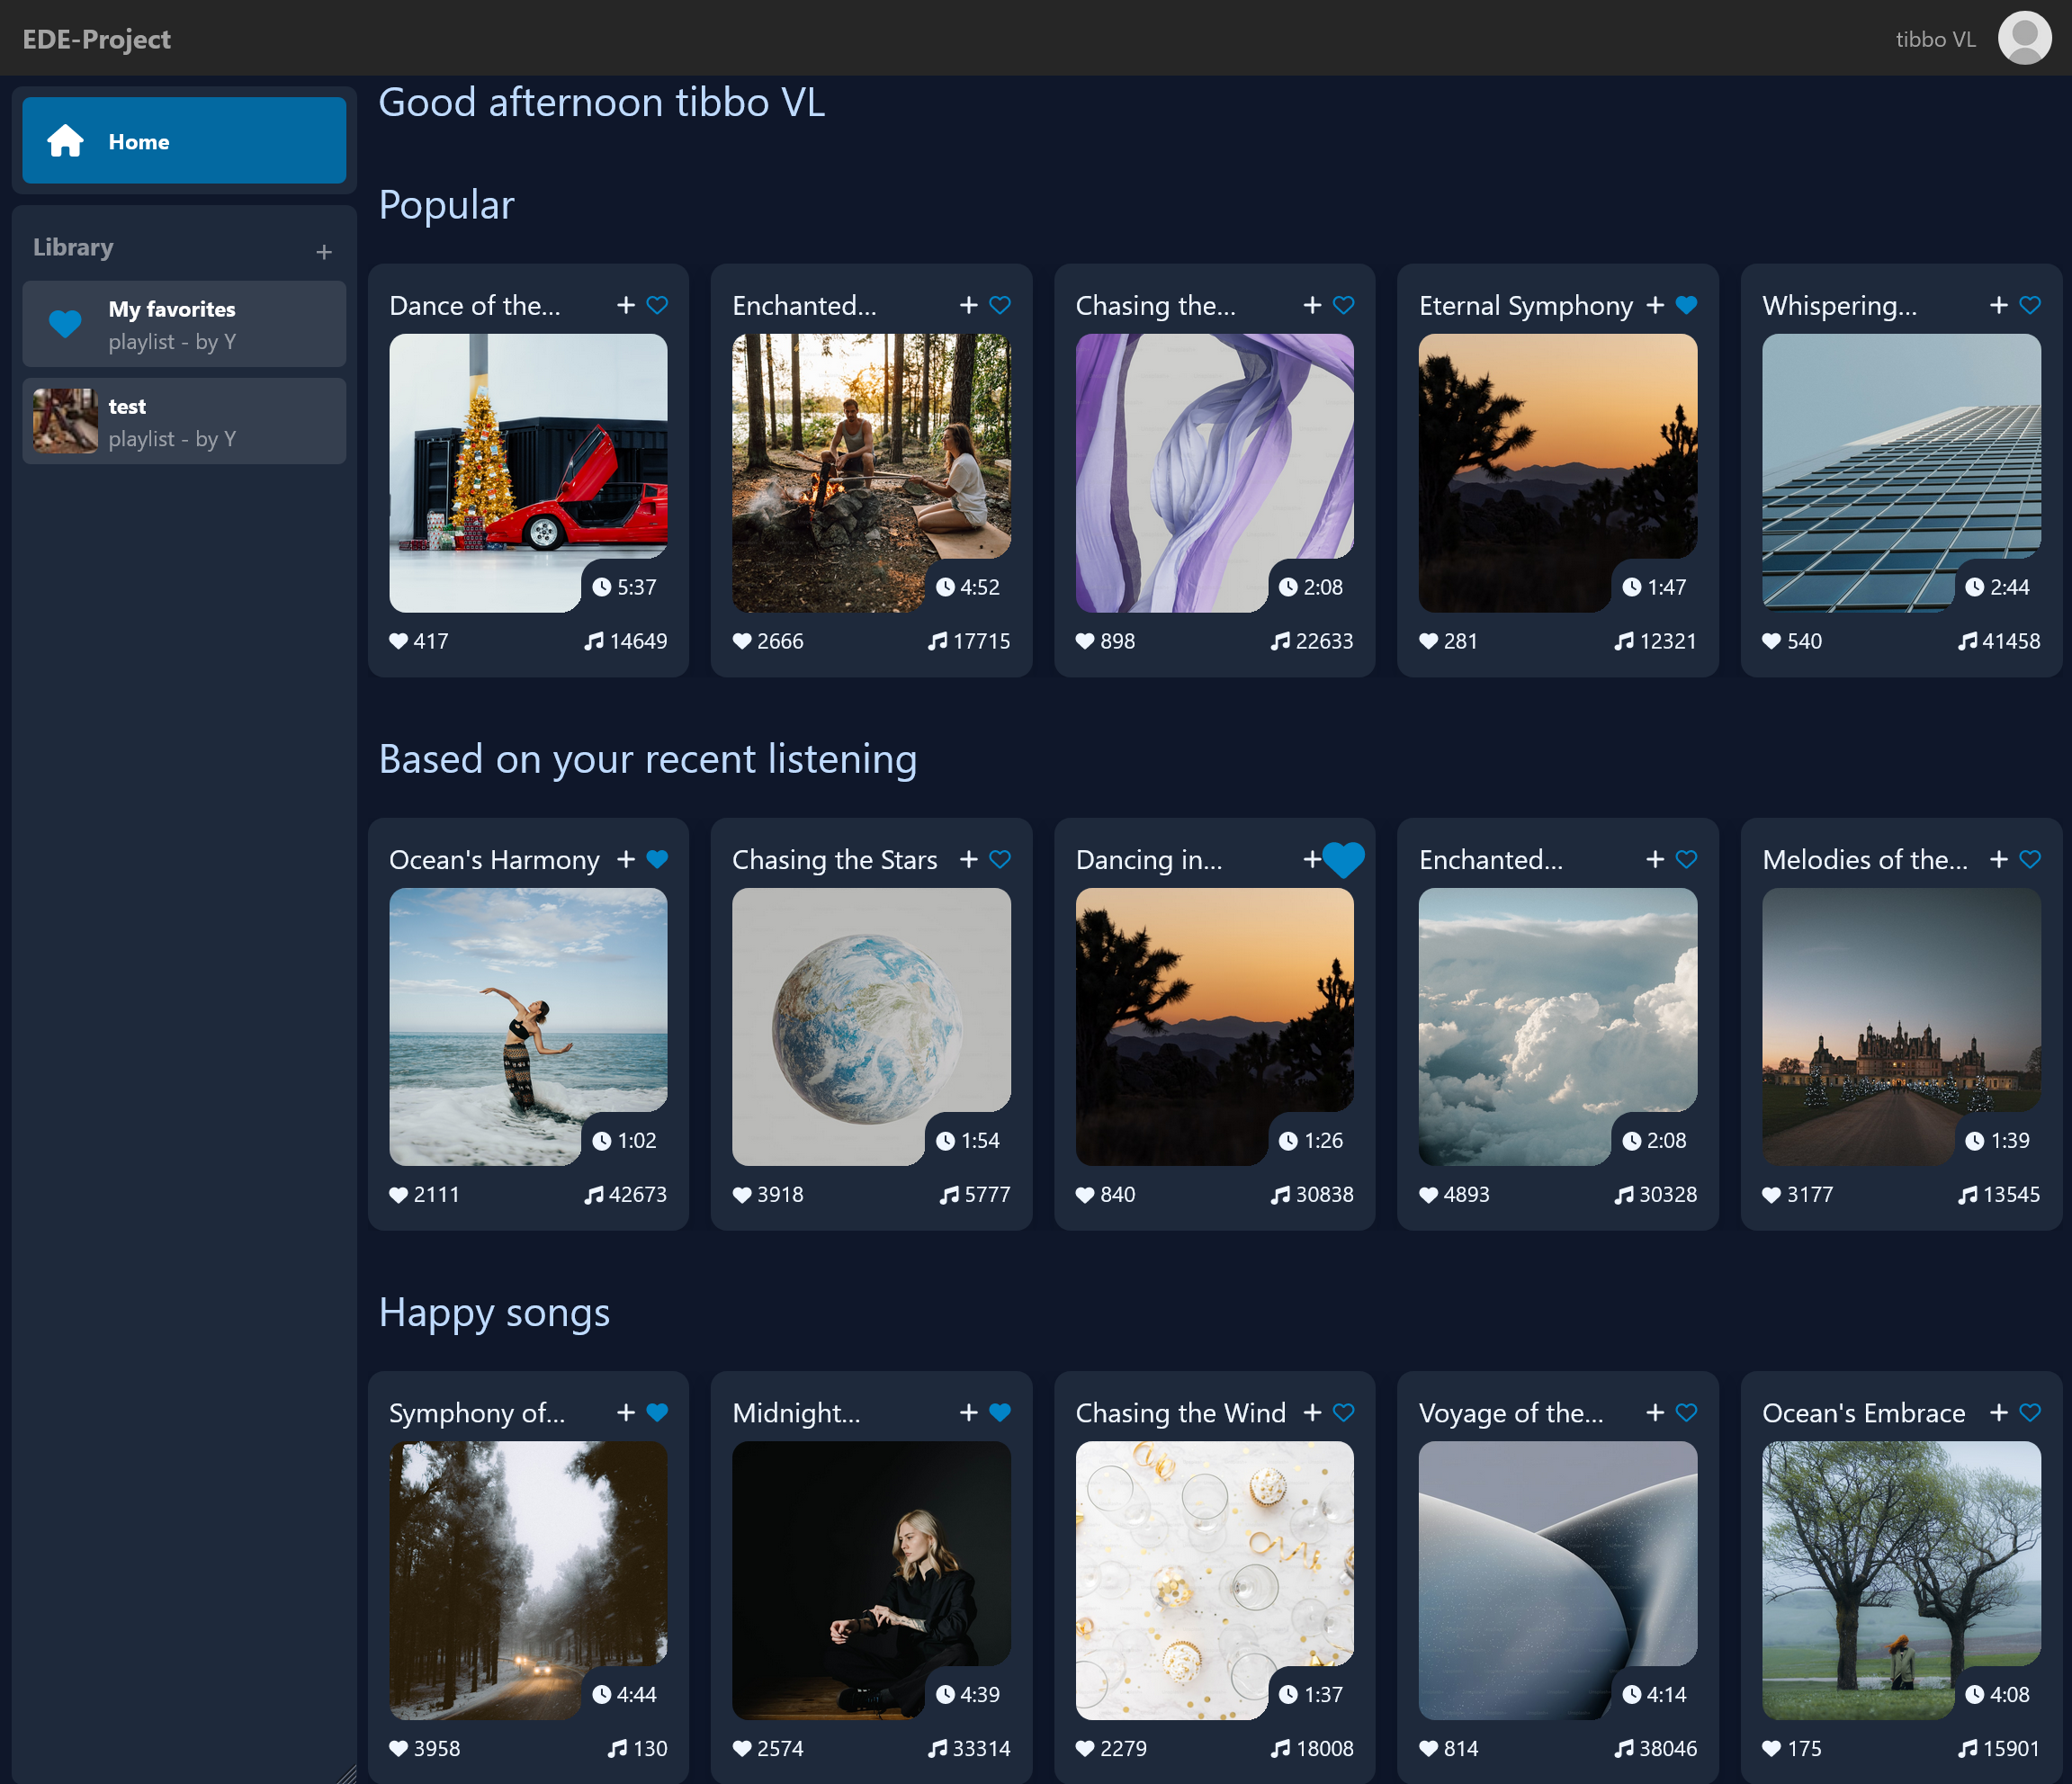 EDE-Project
tibbo VL
Home
Library
+
My favorites
playlist - by Y
test
playlist - by Y
Good afternoon tibbo VL
Popular
Dance of the...
5:37
417
14649
Enchanted...
4:52
2666
17715
Chasing the...
2:08
898
22633
Eternal Symphony
1:47
281
12321
Whispering...
2:44
540
41458
Based on your recent listening
Ocean's Harmony
1:02
2111
42673
Chasing the Stars
1:54
3918
5777
Dancing in...
1:26
840
30838
Enchanted...
2:08
4893
30328
Melodies of the...
1:39
3177
13545
Happy songs
Symphony of...
4:44
3958
130
Midnight...
4:39
2574
33314
Chasing the Wind
1:37
2279
18008
Voyage of the...
4:14
814
38046
Ocean's Embrace
4:08
175
15901